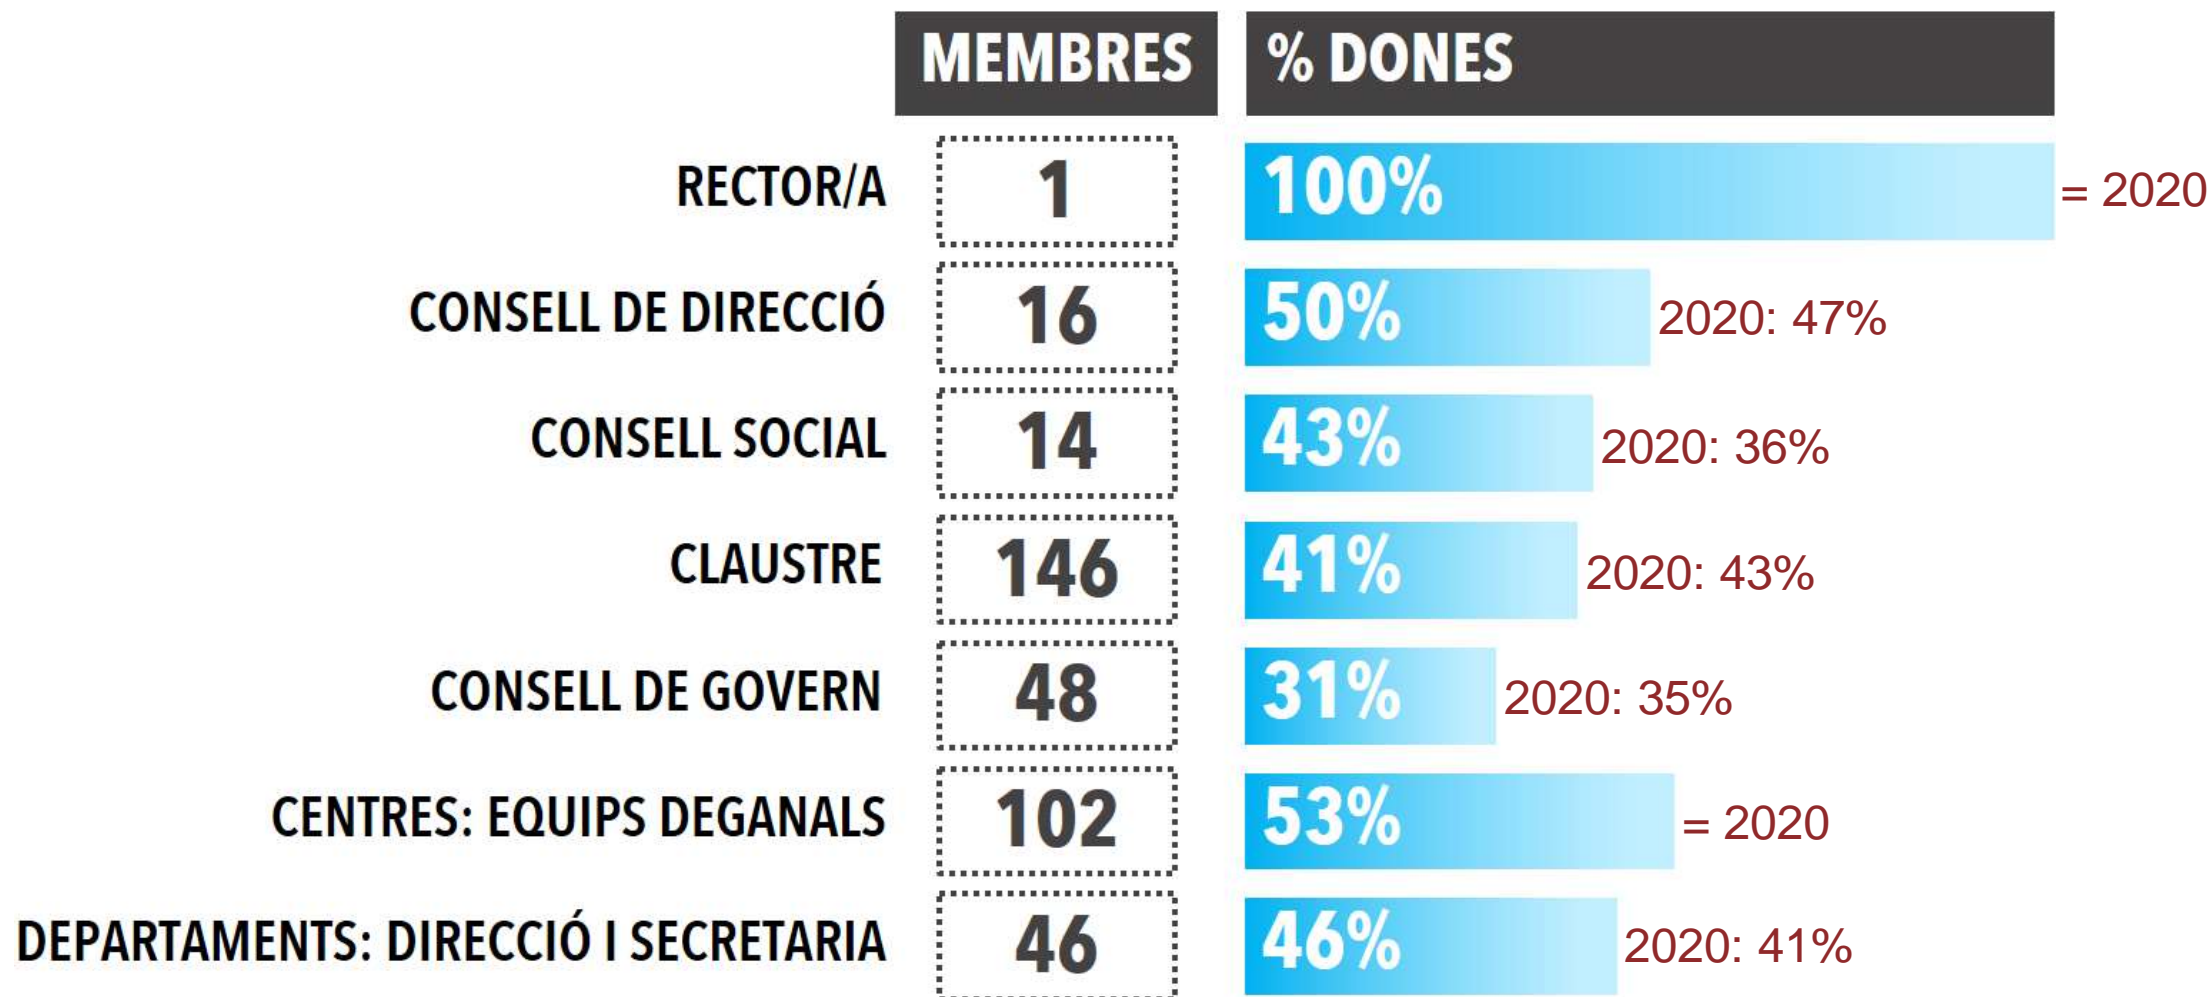 MEMBRES % DONES
RECTOR/A 1 100% = 2020
CONSELL DE DIRECCIÓ 16 50% 2020: 47%
CONSELL SOCIAL 14 43% 2020: 36%
CLAUSTRE 146 41% 2020: 43%
CONSELL DE GOVERN 48 31% 2020: 35%
CENTRES: EQUIPS DEGANALS 102 53% = 2020
DEPARTAMENTS: DIRECCIÓ I SECRETARIA 46 46% 2020: 41%